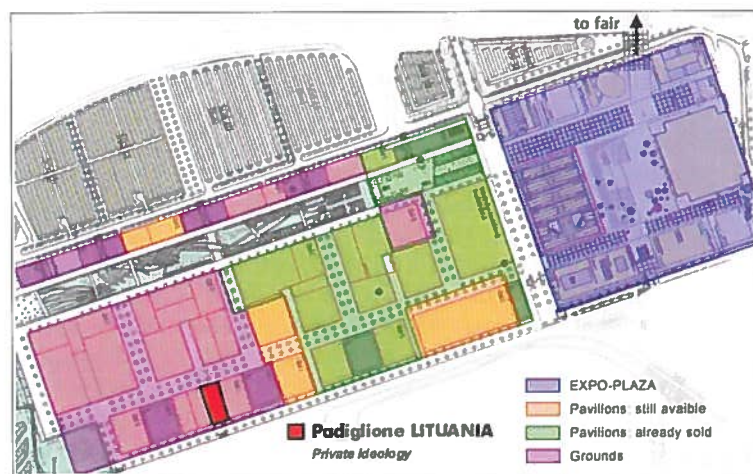 to fair
EXPO-PLAZA
Pavilions: still avaible
Pavilions: already sold
Grounds
Padiglione LITUANIA
Private ideology